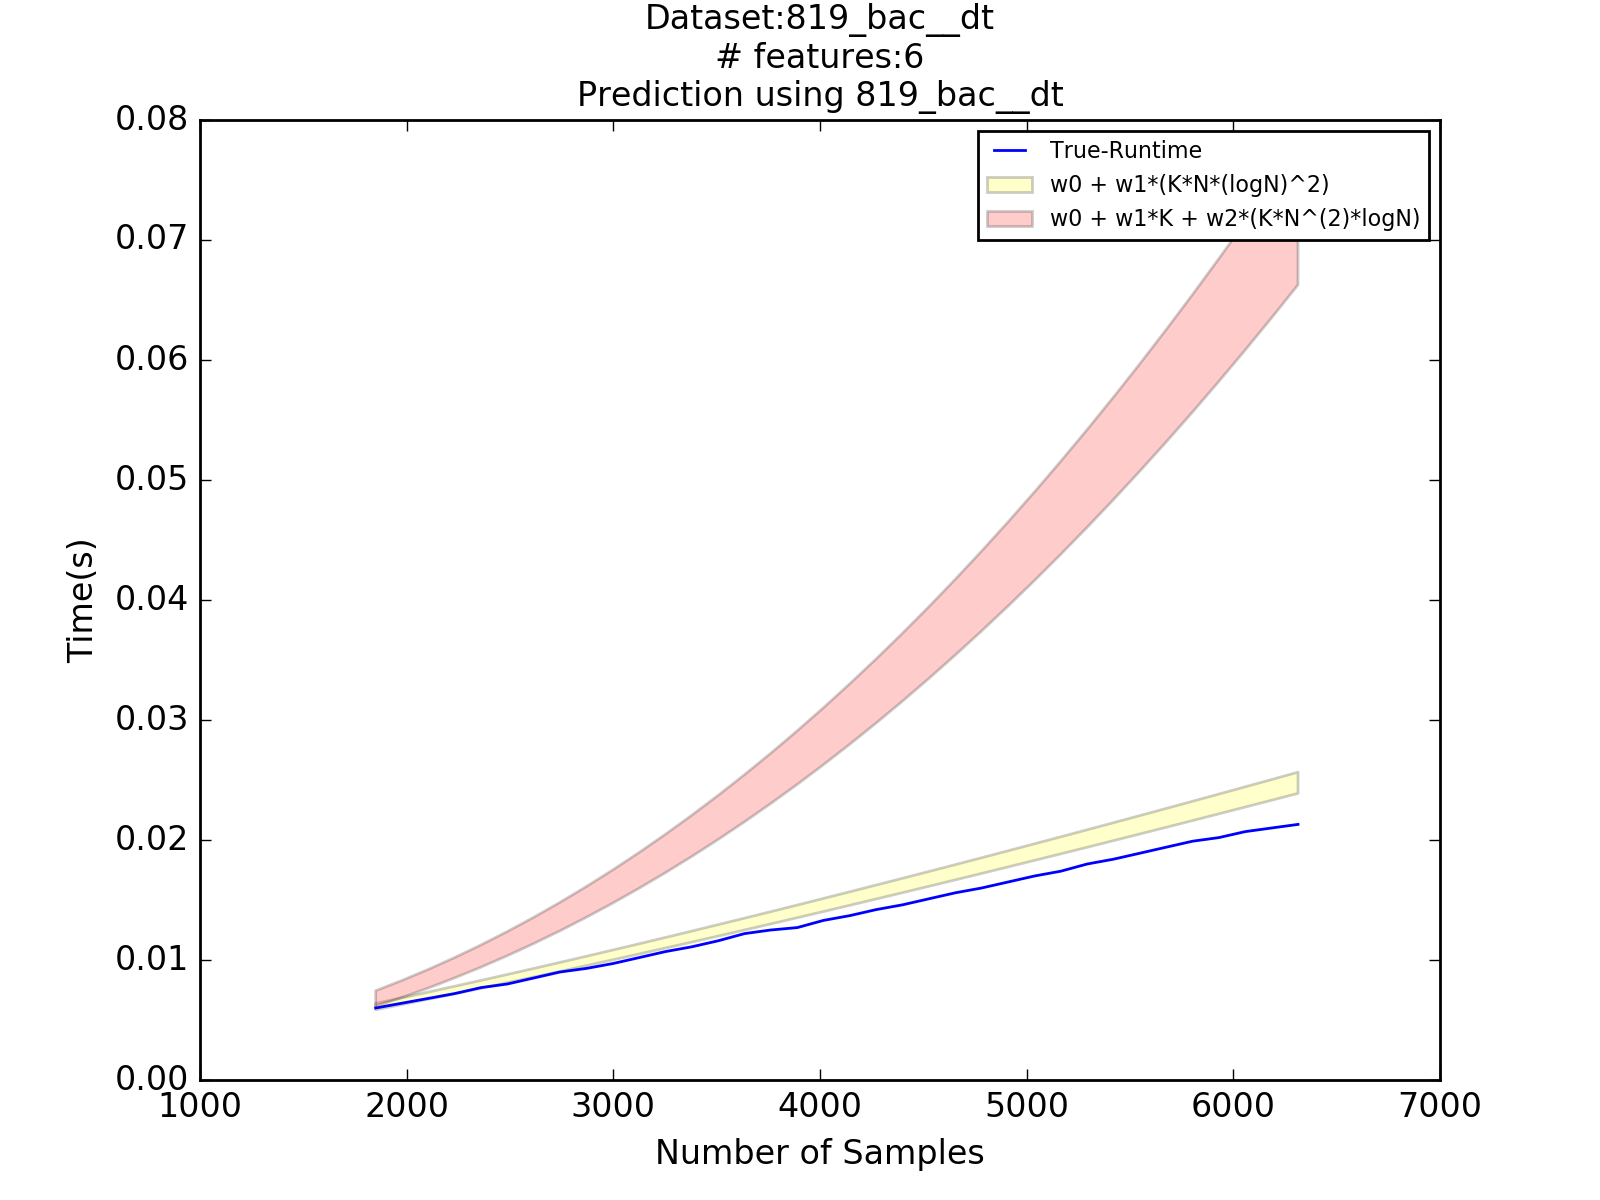 Dataset:819_bac__dt
# features:6
Prediction using 819_bac__dt
0.08
0.07
0.06
0.05
0.04
0.03
0.02
0.01
0.00
Time(s)
True-Runtime
w0 + w1*(K*N*(logN)^2)
w0 + w1*K + w2*(K*N^(2)*logN)
1000 2000 3000 4000 5000 6000 7000
Number of Samples